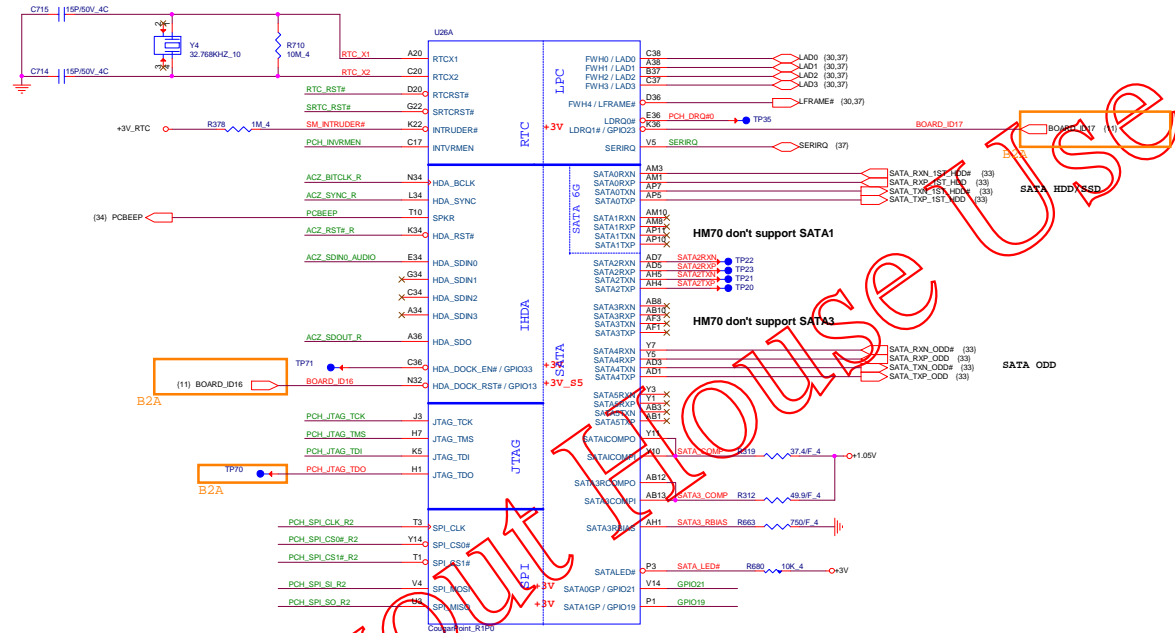 C715 15P/50V_4C
U26A
Y4
32.768KHZ_10
R710
10M_4
C714 15P/50V_4C
RTC_X1 A20 RTCX1
RTC_X2 C20 RTCX2
RTC_RST# D20 RTCRST#
SRTC_RST# G22 SRTCRST#
+3V_RTC R378 1M_4 SM_INTRUDER# K22 INTRUDER#
PCH_INVRMEN C17 INTVRMEN
RTC
LPC
+3V
FWH0 / LAD0 C38 LAD0 (30,37)
FWH1 / LAD1 A38 LAD1 (30,37)
FWH2 / LAD2 B37 LAD2 (30,37)
FWH3 / LAD3 C37 LAD3 (30,37)
FWH4 / LFRAME# D36 LFRAME# (30,37)
LDRQ0# E36 PCH_DRQ#0 TP35
LDRQ1# / GPIO23 K36 BOARD_ID17 BOARD_ID17 (11)
B2A
SERIRQ V5 SERIRQ SERIRQ (37)
ACZ_BITCLK_R N34 HDA_BCLK
ACZ_SYNC_R L34 HDA_SYNC
(34) PCBEEP PCBEEP T10 SPKR
ACZ_RST#_R K34 HDA_RST#
ACZ_SDIN0_AUDIO E34 HDA_SDIN0
G34 HDA_SDIN1
C34 HDA_SDIN2
A34 HDA_SDIN3
ACZ_SDOUT_R A36 HDA_SDO
TP71 C36 HDA_DOCK_EN# / GPIO33 +3V
(11) BOARD_ID16 BOARD_ID16 N32 HDA_DOCK_RST# / GPIO13 +3V_S5
B2A
IHDA
SATA 6G
SATA
SATA0RXN AM3 SATA_RXN_1ST_HDD# (33)
SATA0RXP AM1 SATA_RXP_1ST_HDD (33)
SATA0TXN AP7 SATA_TXN_1ST_HDD# (33)
SATA0TXP AP5 SATA_TXP_1ST_HDD (33)
SATA HDD/SSD
SATA1RXN AM10
SATA1RXP AM8
SATA1TXN AP11
SATA1TXP AP10
HM70 don't support SATA1
SATA2RXN AD7 SATA2RXN TP22
SATA2RXP AD5 SATA2RXP TP23
SATA2TXN AH5 SATA2TXN TP21
SATA2TXP AH4 SATA2TXP TP20
SATA3RXN AB8
SATA3RXP AB10
SATA3TXN AF3
SATA3TXP AF1
HM70 don't support SATA3
SATA4RXN Y7 SATA_RXN_ODD# (33)
SATA4RXP Y5 SATA_RXP_ODD (33)
SATA4TXN AD3 SATA_TXN_ODD# (33)
SATA4TXP AD1 SATA_TXP_ODD (33)
SATA ODD
SATA5RXN Y3
SATA5RXP Y1
SATA5TXN AB3
SATA5TXP AB1
PCH_JTAG_TCK J3 JTAG_TCK
PCH_JTAG_TMS H7 JTAG_TMS
PCH_JTAG_TDI K5 JTAG_TDI
TP70 PCH_JTAG_TDO H1 JTAG_TDO
B2A
JTAG
SATAICOMPO Y11
SATAICOMPI Y10 SATA_COMP R319 37.4/F_4 +1.05V
SATA3RCOMPO AB12
SATA3COMPI AB13 SATA3_COMP R312 49.9/F_4
SATA3RBIAS AH1 SATA3_RBIAS R663 750/F_4
PCH_SPI_CLK_R2 T3 SPI_CLK
PCH_SPI_CS0#_R2 Y14 SPI_CS0#
PCH_SPI_CS1#_R2 T1 SPI_CS1#
PCH_SPI_SI_R2 V4 SPI_MOSI +3V
PCH_SPI_SO_R2 U3 SPI_MISO +3V
SPI
SATALED# P3 SATA_LED# R680 10K_4 +3V
SATA0GP / GPIO21 V14 GPIO21
SATA1GP / GPIO19 P1 GPIO19
CougarPoint_R1P0
out House Use